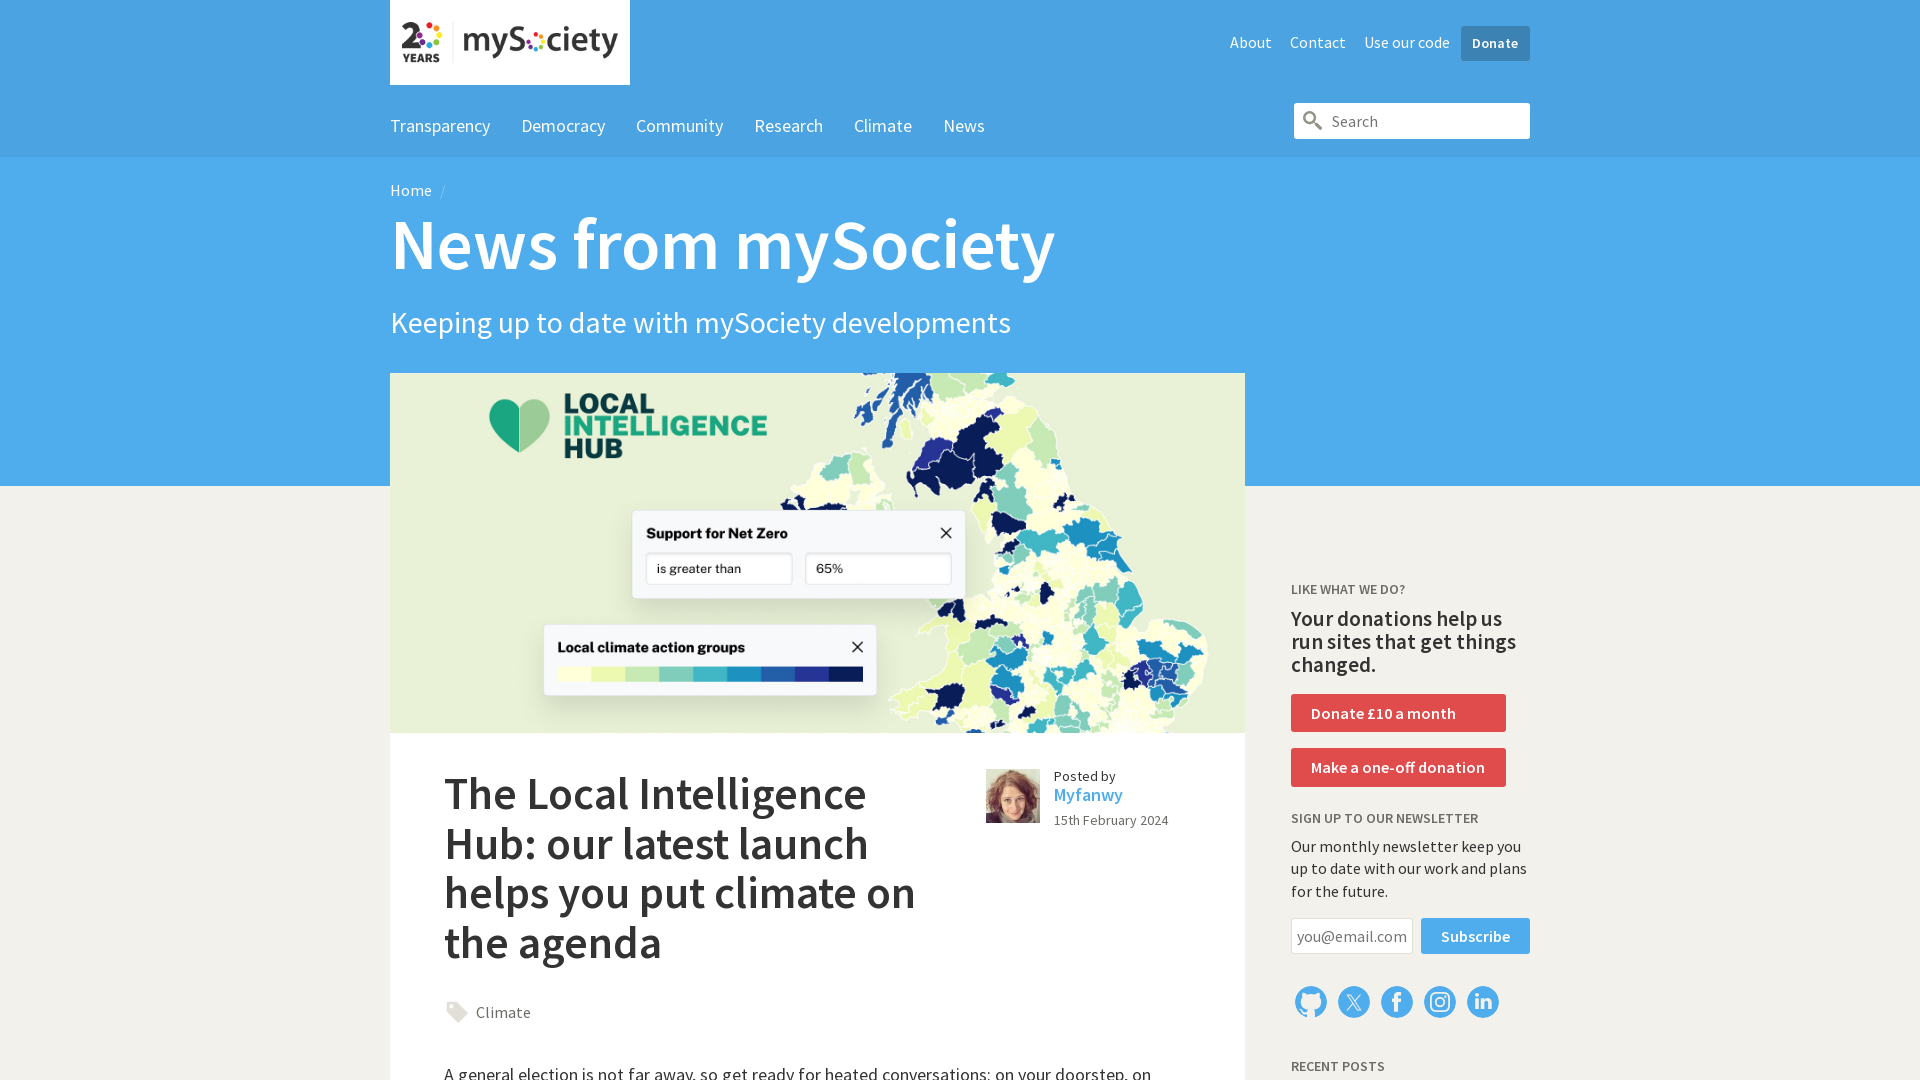 20 YEARS mySociety
About Contact Use our code Donate
Transparency Democracy Community Research Climate News
Search
Home /
News from mySociety
Keeping up to date with mySociety developments
LOCAL
INTELLIGENCE
HUB
Support for Net Zero
is greater than 65%
Local climate action groups
The Local Intelligence
Hub: our latest launch
helps you put climate on
the agenda
Posted by
Myfanwy
15th February 2024
Climate
A general election is not far away, so get ready for heated conversations: on your doorstep, on
LIKE WHAT WE DO?
Your donations help us
run sites that get things
changed.
Donate £10 a month
Make a one-off donation
SIGN UP TO OUR NEWSLETTER
Our monthly newsletter keep you
up to date with our work and plans
for the future.
you@email.com Subscribe
RECENT POSTS